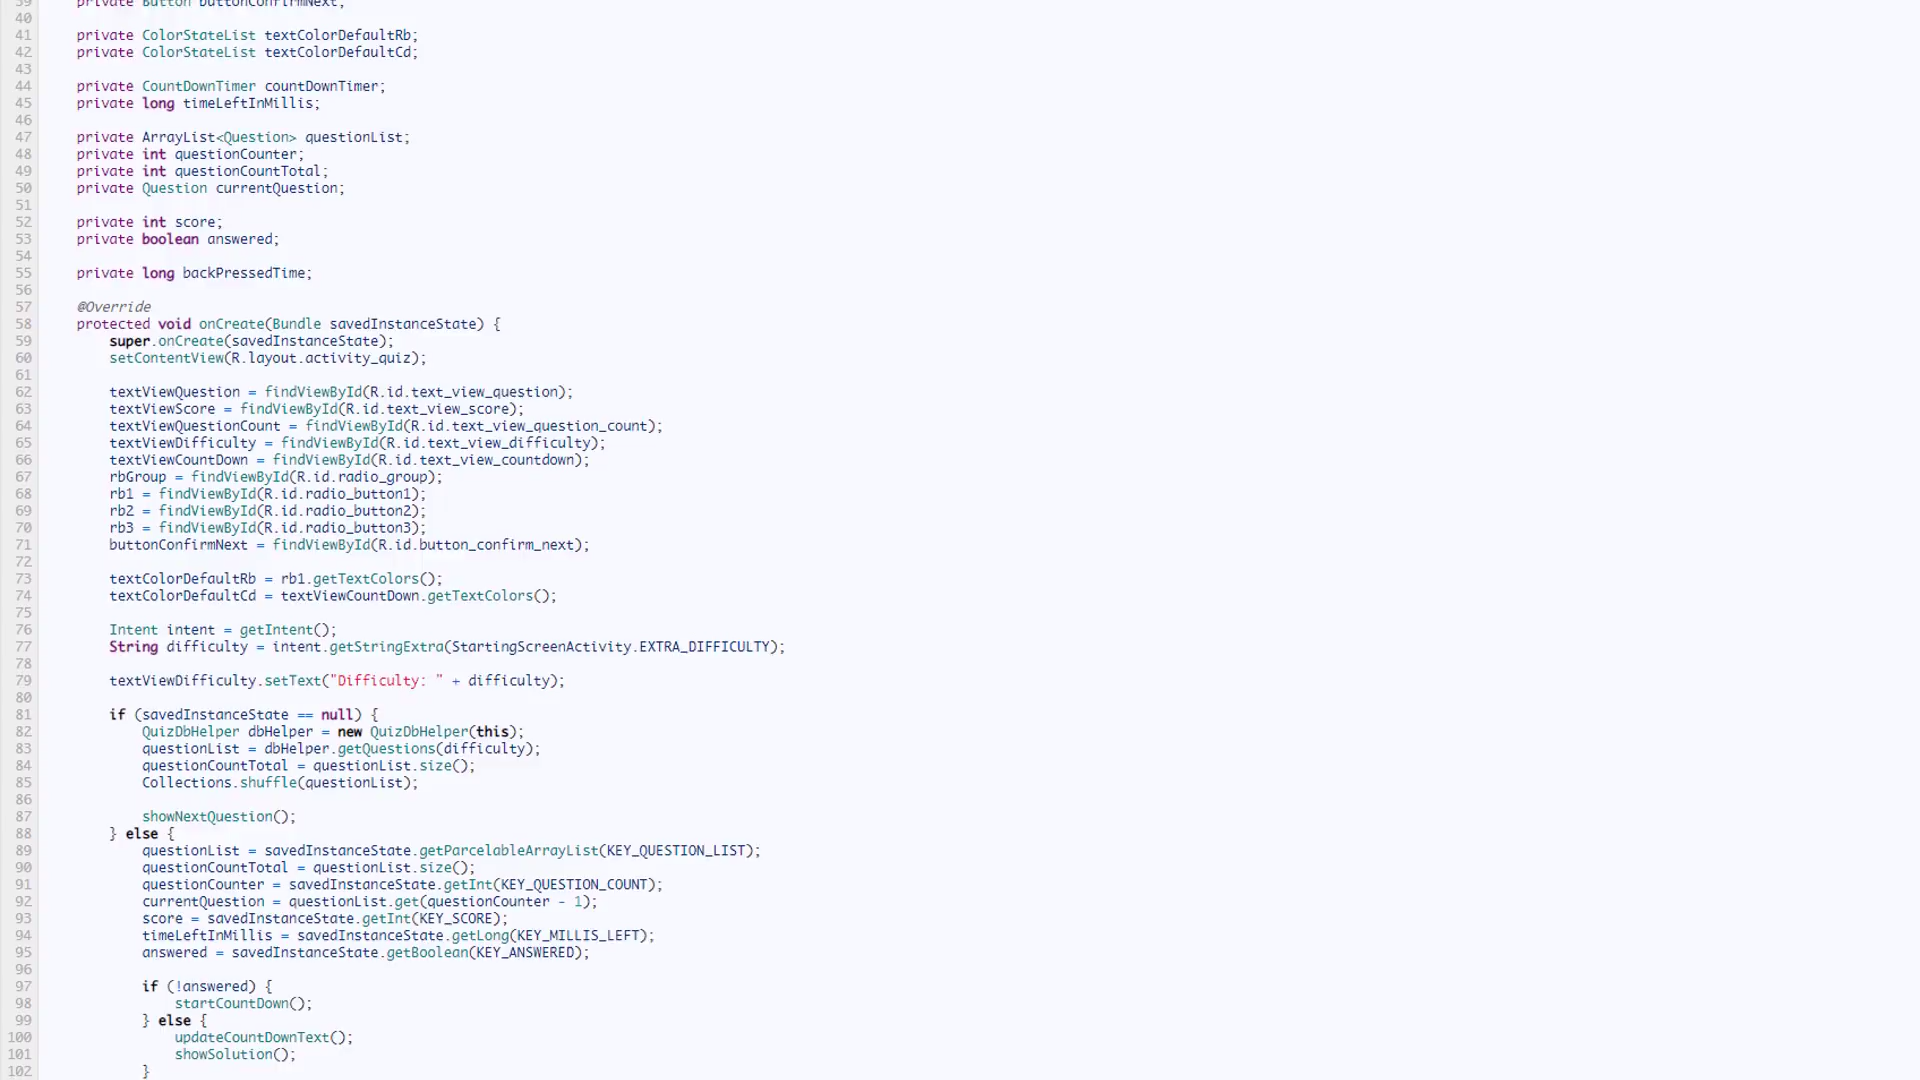 39 private Button buttonConfirmNext;
40
41 private ColorStateList textColorDefaultRb;
42 private ColorStateList textColorDefaultCd;
43
44 private CountDownTimer countDownTimer;
45 private long timeLeftInMillis;
46
47 private ArrayList<Question> questionList;
48 private int questionCounter;
49 private int questionCountTotal;
50 private Question currentQuestion;
51
52 private int score;
53 private boolean answered;
54
55 private long backPressedTime;
56
57 @Override
58 protected void onCreate(Bundle savedInstanceState) {
59 super.onCreate(savedInstanceState);
60 setContentView(R.layout.activity_quiz);
61
62 textViewQuestion = findViewById(R.id.text_view_question);
63 textViewScore = findViewById(R.id.text_view_score);
64 textViewQuestionCount = findViewById(R.id.text_view_question_count);
65 textViewDifficulty = findViewById(R.id.text_view_difficulty);
66 textViewCountDown = findViewById(R.id.text_view_countdown);
67 rbGroup = findViewById(R.id.radio_group);
68 rb1 = findViewById(R.id.radio_button1);
69 rb2 = findViewById(R.id.radio_button2);
70 rb3 = findViewById(R.id.radio_button3);
71 buttonConfirmNext = findViewById(R.id.button_confirm_next);
72
73 textColorDefaultRb = rb1.getTextColors();
74 textColorDefaultCd = textViewCountDown.getTextColors();
75
76 Intent intent = getIntent();
77 String difficulty = intent.getStringExtra(StartingScreenActivity.EXTRA_DIFFICULTY);
78
79 textViewDifficulty.setText("Difficulty: " + difficulty);
80
81 if (savedInstanceState == null) {
82 QuizDbHelper dbHelper = new QuizDbHelper(this);
83 questionList = dbHelper.getQuestions(difficulty);
84 questionCountTotal = questionList.size();
85 Collections.shuffle(questionList);
86
87 showNextQuestion();
88 } else {
89 questionList = savedInstanceState.getParcelableArrayList(KEY_QUESTION_LIST);
90 questionCountTotal = questionList.size();
91 questionCounter = savedInstanceState.getInt(KEY_QUESTION_COUNT);
92 currentQuestion = questionList.get(questionCounter - 1);
93 score = savedInstanceState.getInt(KEY_SCORE);
94 timeLeftInMillis = savedInstanceState.getLong(KEY_MILLIS_LEFT);
95 answered = savedInstanceState.getBoolean(KEY_ANSWERED);
96
97 if (!answered) {
98 startCountDown();
99 } else {
100 updateCountDownText();
101 showSolution();
102 }